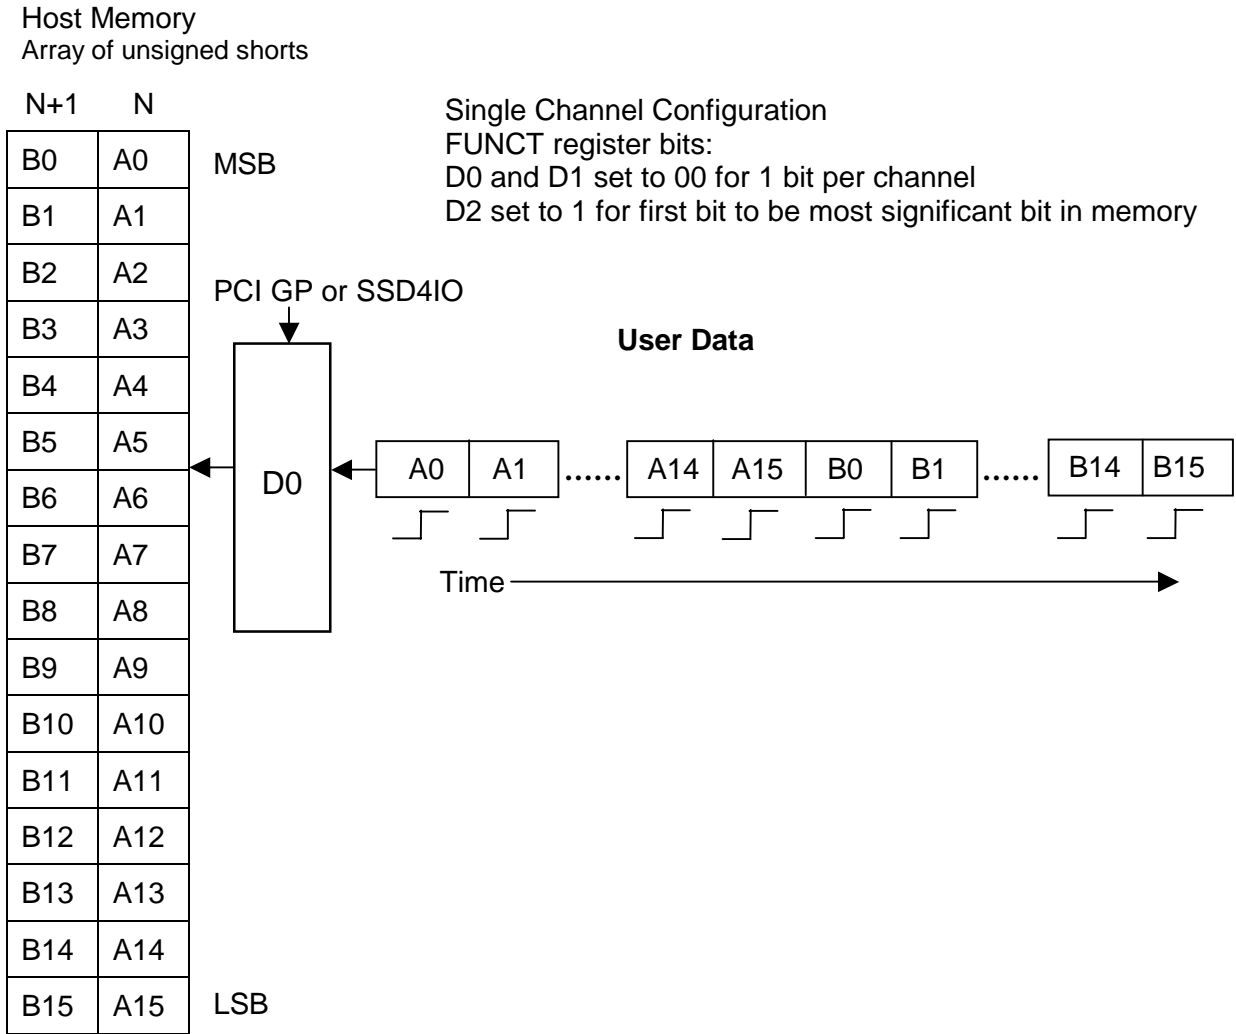 Host Memory
Array of unsigned shorts
N+1 N
Single Channel Configuration
FUNCT register bits:
D0 and D1 set to 00 for 1 bit per channel
D2 set to 1 for first bit to be most significant bit in memory
B0 A0 MSB
B1 A1
B2 A2
B3 A3
B4 A4
B5 A5
B6 A6
B7 A7
B8 A8
B9 A9
B10 A10
B11 A11
B12 A12
B13 A13
B14 A14
B15 A15 LSB
PCI GP or SSD4IO
D0
User Data
A0 A1 ...... A14 A15 B0 B1 ...... B14 B15
Time